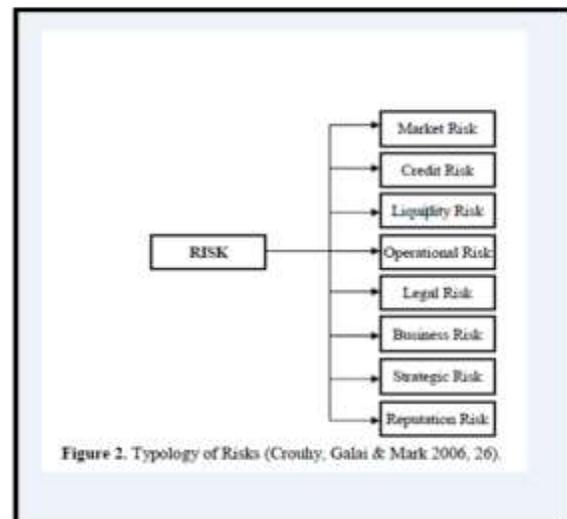 Market Risk
Credit Risk
Liquidity Risk
RISK
Operational Risk
Legal Risk
Business Risk
Strategic Risk
Reputation Risk
Figure 2. Typology of Risks (Crouhy, Galai & Mark 2006, 26).